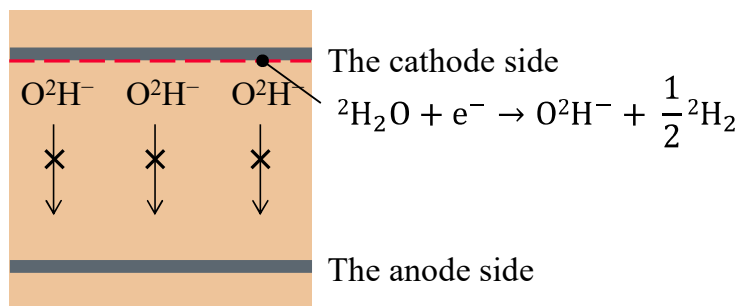 The cathode side
O²H⁻ O²H⁻ O²H⁻
²H₂O + e⁻ → O²H⁻ + 1/2 ²H₂
The anode side